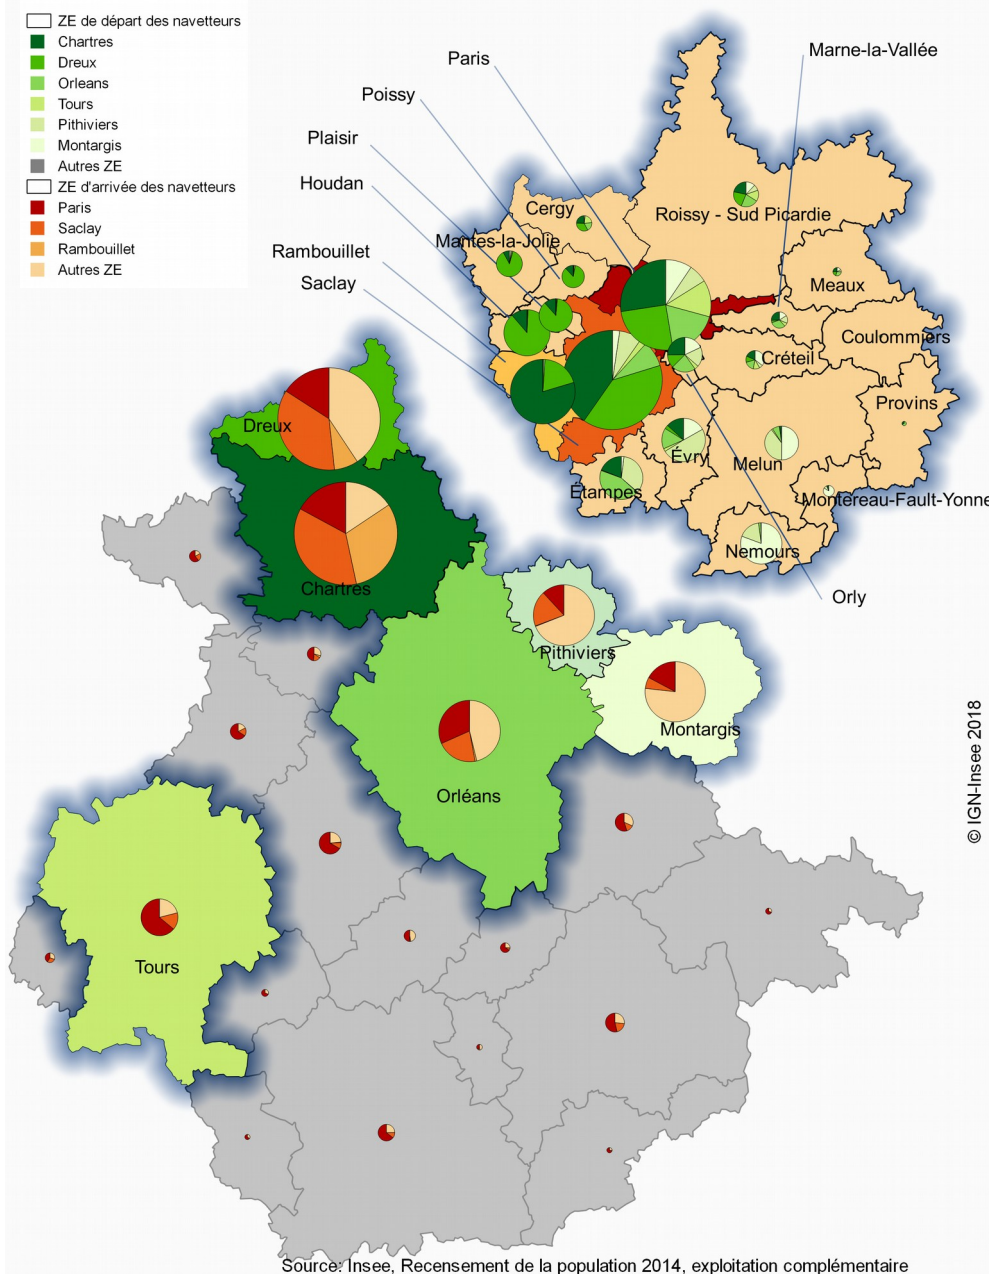 ZE de départ des navetteurs
Chartres
Dreux
Orleans
Tours
Pithiviers
Montargis
Autres ZE
ZE d'arrivée des navetteurs
Paris
Saclay
Rambouillet
Autres ZE
Paris
Marne-la-Vallée
Poissy
Plaisir
Houdan
Cergy
Roissy - Sud Picardie
Mantes-la-Jolie
Rambouillet
Saclay
Meaux
Coulommiers
Créteil
Provins
Dreux
Évry
Melun
Étampes
Montereau-Fault-Yonne
Nemours
Chartres
Orly
Pithiviers
Montargis
Orléans
Tours
© IGN-Insee 2018
Source: Insee, Recensement de la population 2014, exploitation complémentaire